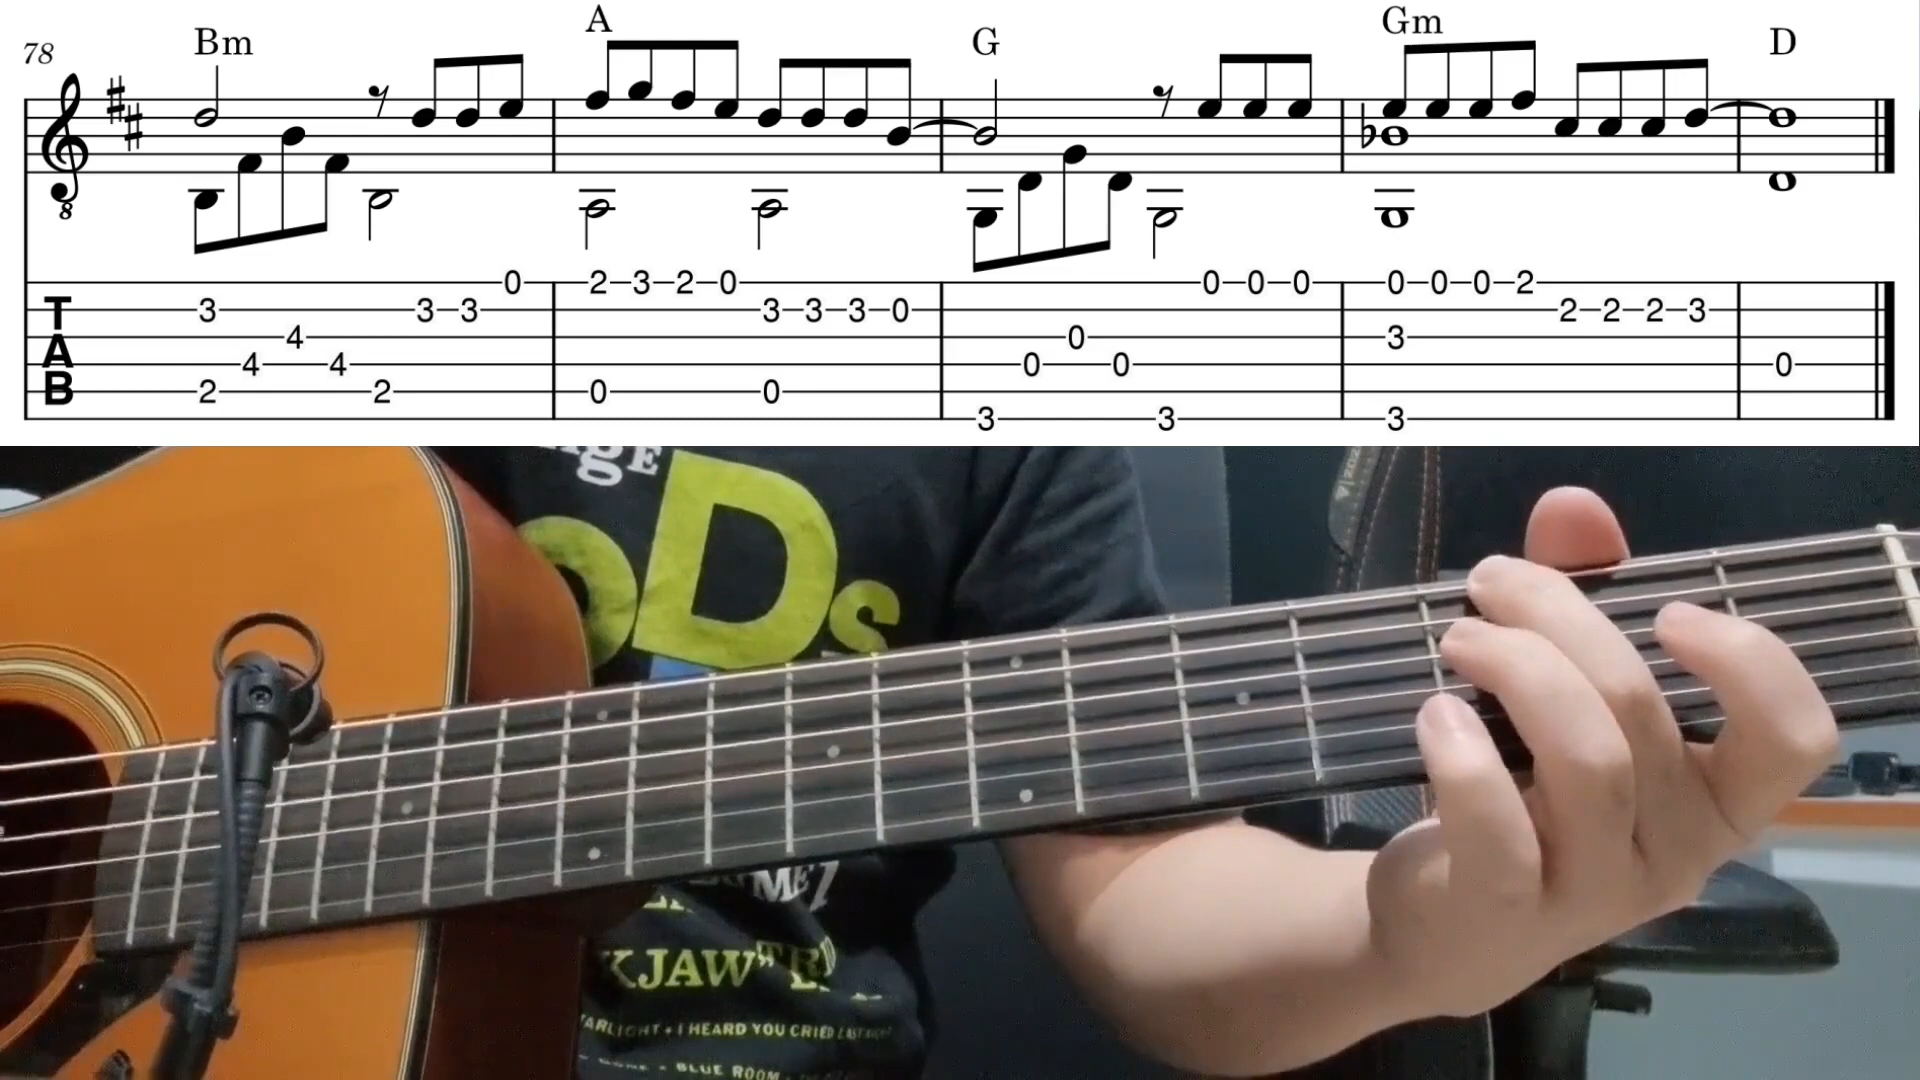 78 Bm A G Gm D
8
0 2 3 2 0 0 0 0 0 0 0 2
T 3 3 3 3 3 3 0 2 2 2 3
4 0 3
A 4 4 0 0 0
B 2 2 0 0
3 3 3
D
KJAW
BLUE ROOM
I HEARD YOU CRIED LAST